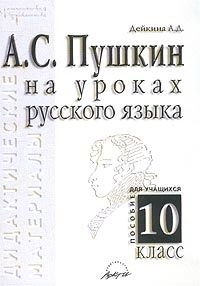 Дейкина А.Д.
А.С. Пушкин
на уроках
русского языка
ДИДАКТИЧЕСКИЕ
МАТЕРИАЛЫ
ПОСОБИЕ
ДЛЯ УЧАЩИХСЯ
10
класс